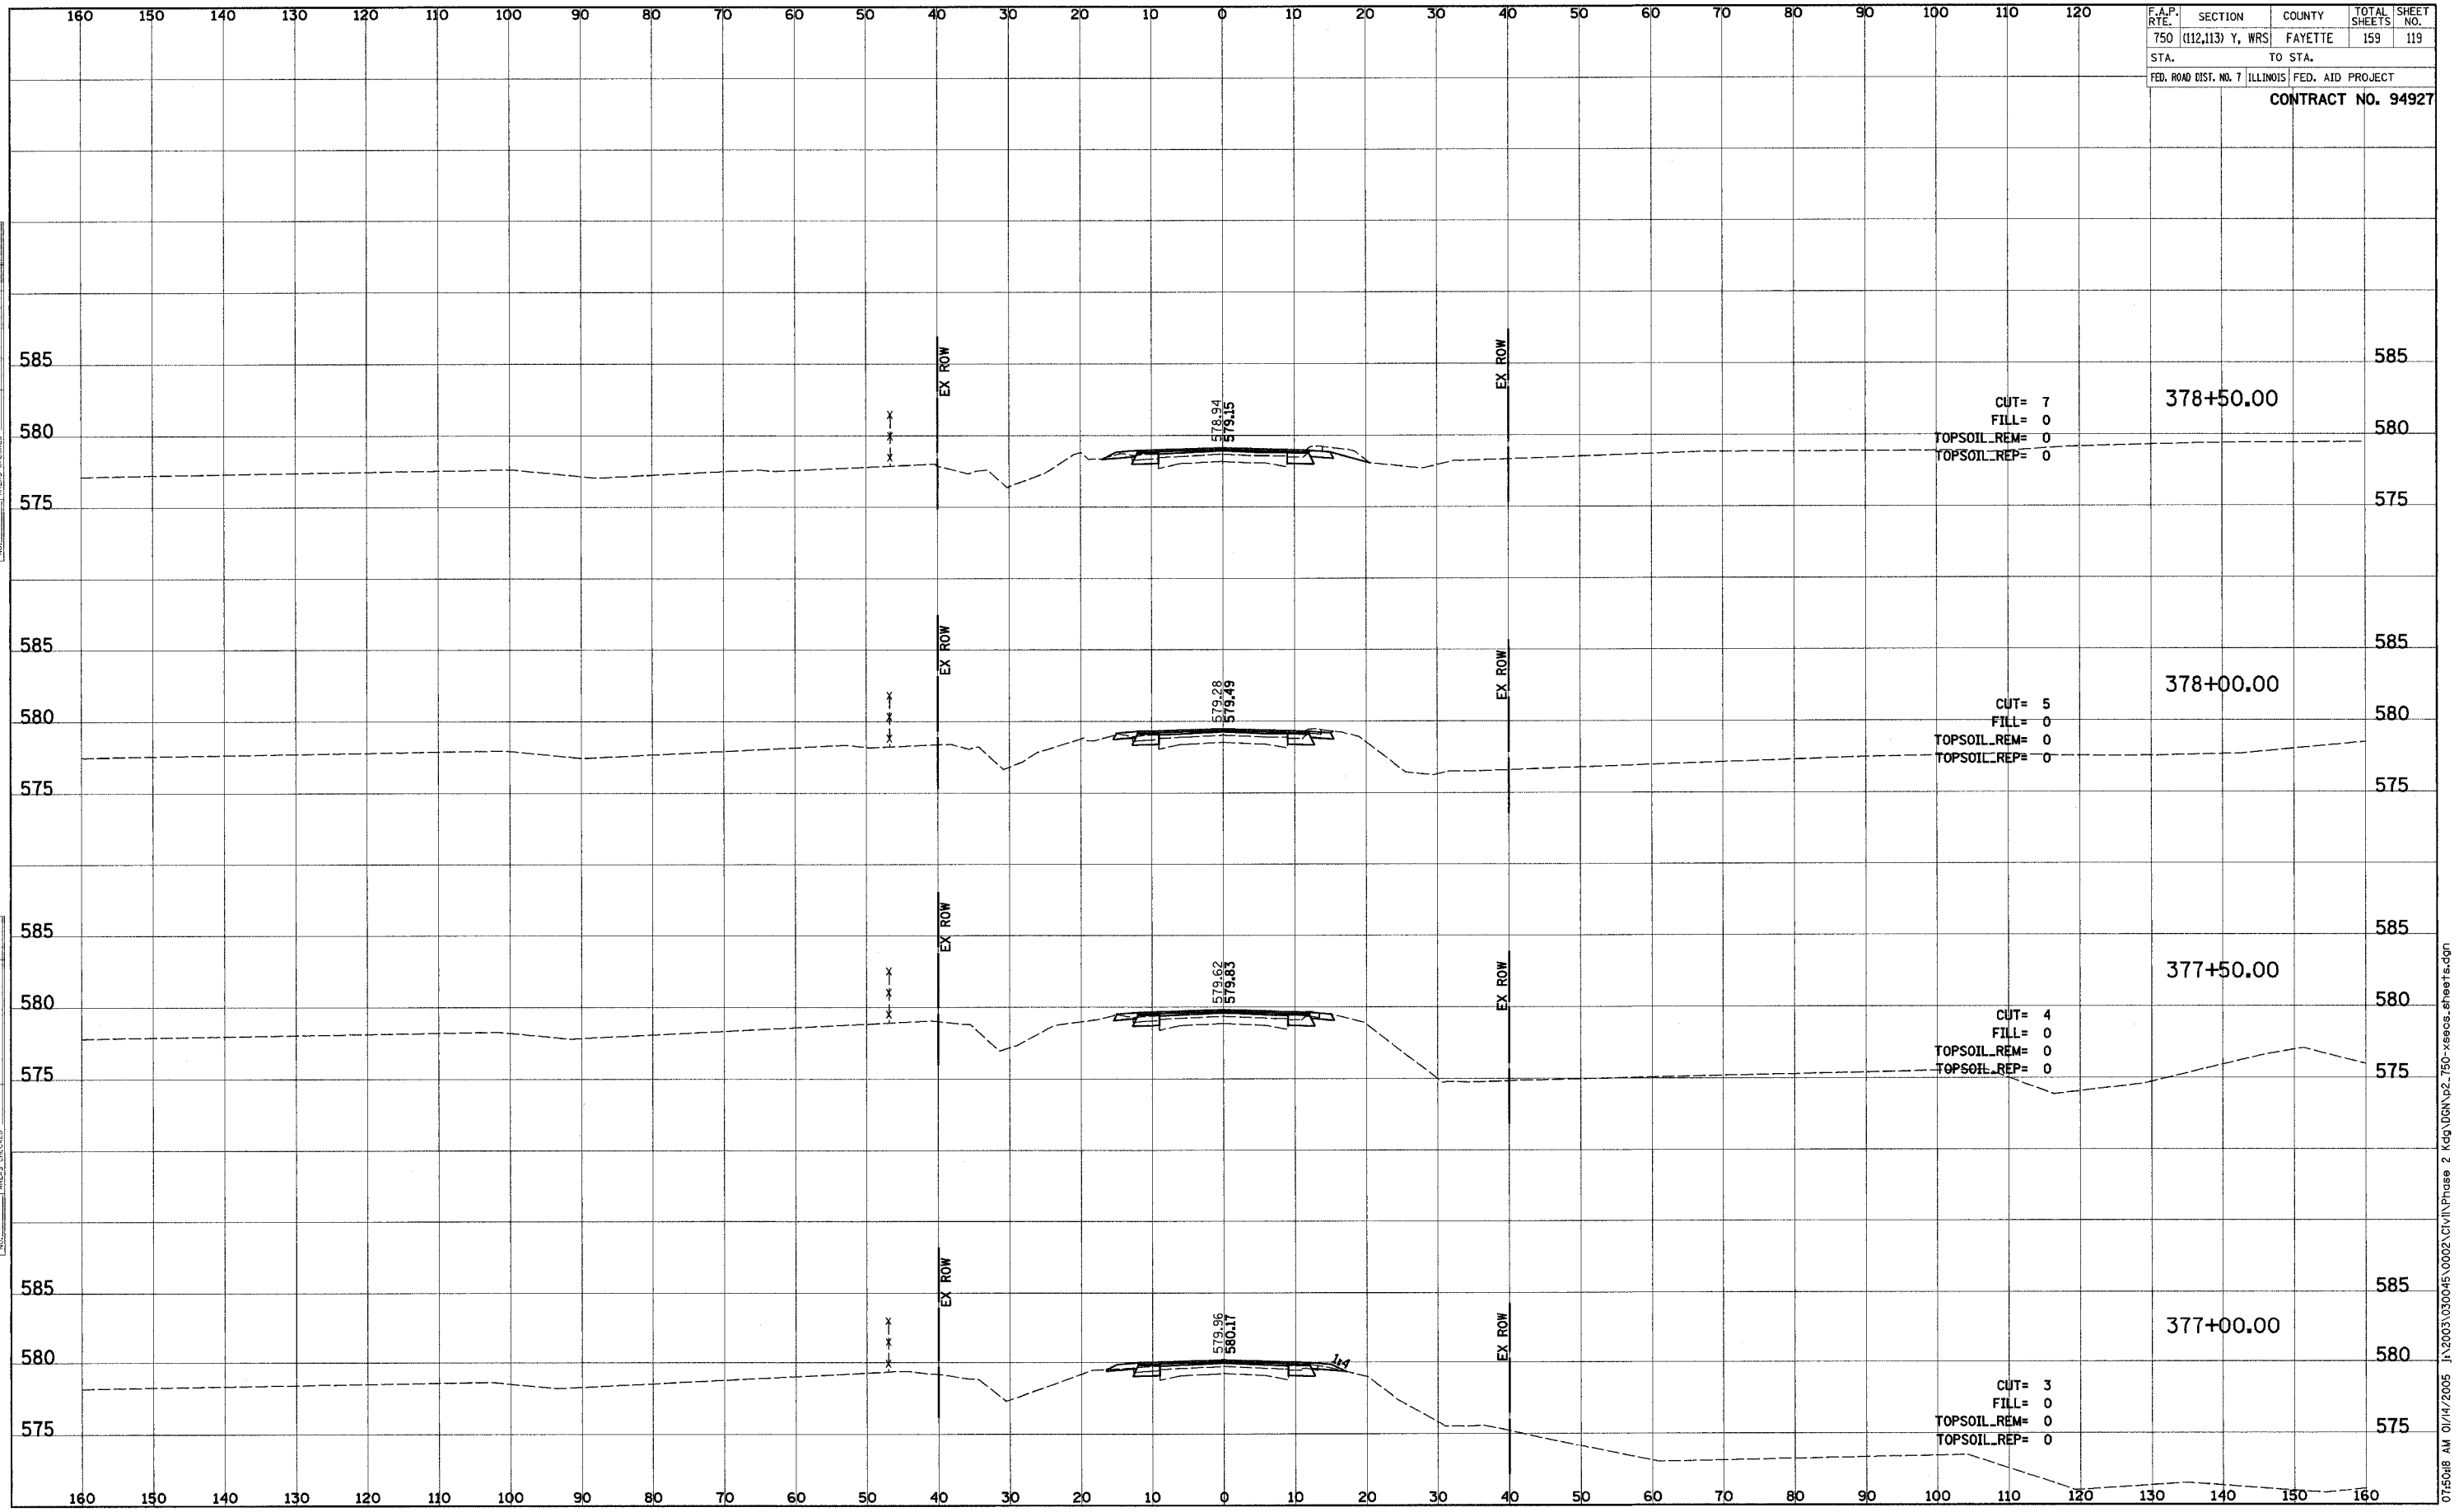 160 150 140 130 120 110 100 90 80 70 60 50 40 30 20 10 0 10 20 30 40 50 60 70 80 90 100 110 120
F.A.P. RTE. SECTION COUNTY TOTAL SHEETS SHEET NO.
750 (112,113) Y, WRS FAYETTE 159 119
STA. TO STA.
FED. ROAD DIST. NO. 7 ILLINOIS FED. AID PROJECT
CONTRACT NO. 94927
585 EX ROW EX ROW 585
378+50.00
578.94
579.15
CUT= 7
FILL= 0
580 580
TOPSOIL_REM= 0
TOPSOIL_REP= 0
575 575
585 EX ROW EX ROW 585
378+00.00
579.28
579.49
CUT= 5
580 580
FILL= 0
TOPSOIL_REM= 0
TOPSOIL_REP= 0
575 575
585 EX ROW EX ROW 585
377+50.00
579.62
579.83
580 580
CUT= 4
FILL= 0
TOPSOIL_REM= 0
TOPSOIL_REP= 0
575 575
585 EX ROW EX ROW 585
377+00.00
579.96
580.17
580 1:4 580
CUT= 3
FILL= 0
TOPSOIL_REM= 0
575 575
TOPSOIL_REP= 0
160 150 140 130 120 110 100 90 80 70 60 50 40 30 20 10 0 10 20 30 40 50 60 70 80 90 100 110 120 130 140 150 160
07:50:18 AM 01/14/2005 j:\2003\030045\0002\Civil\Phase 2 Kdg\DGN\p2_750-xsecs_sheets.dgn